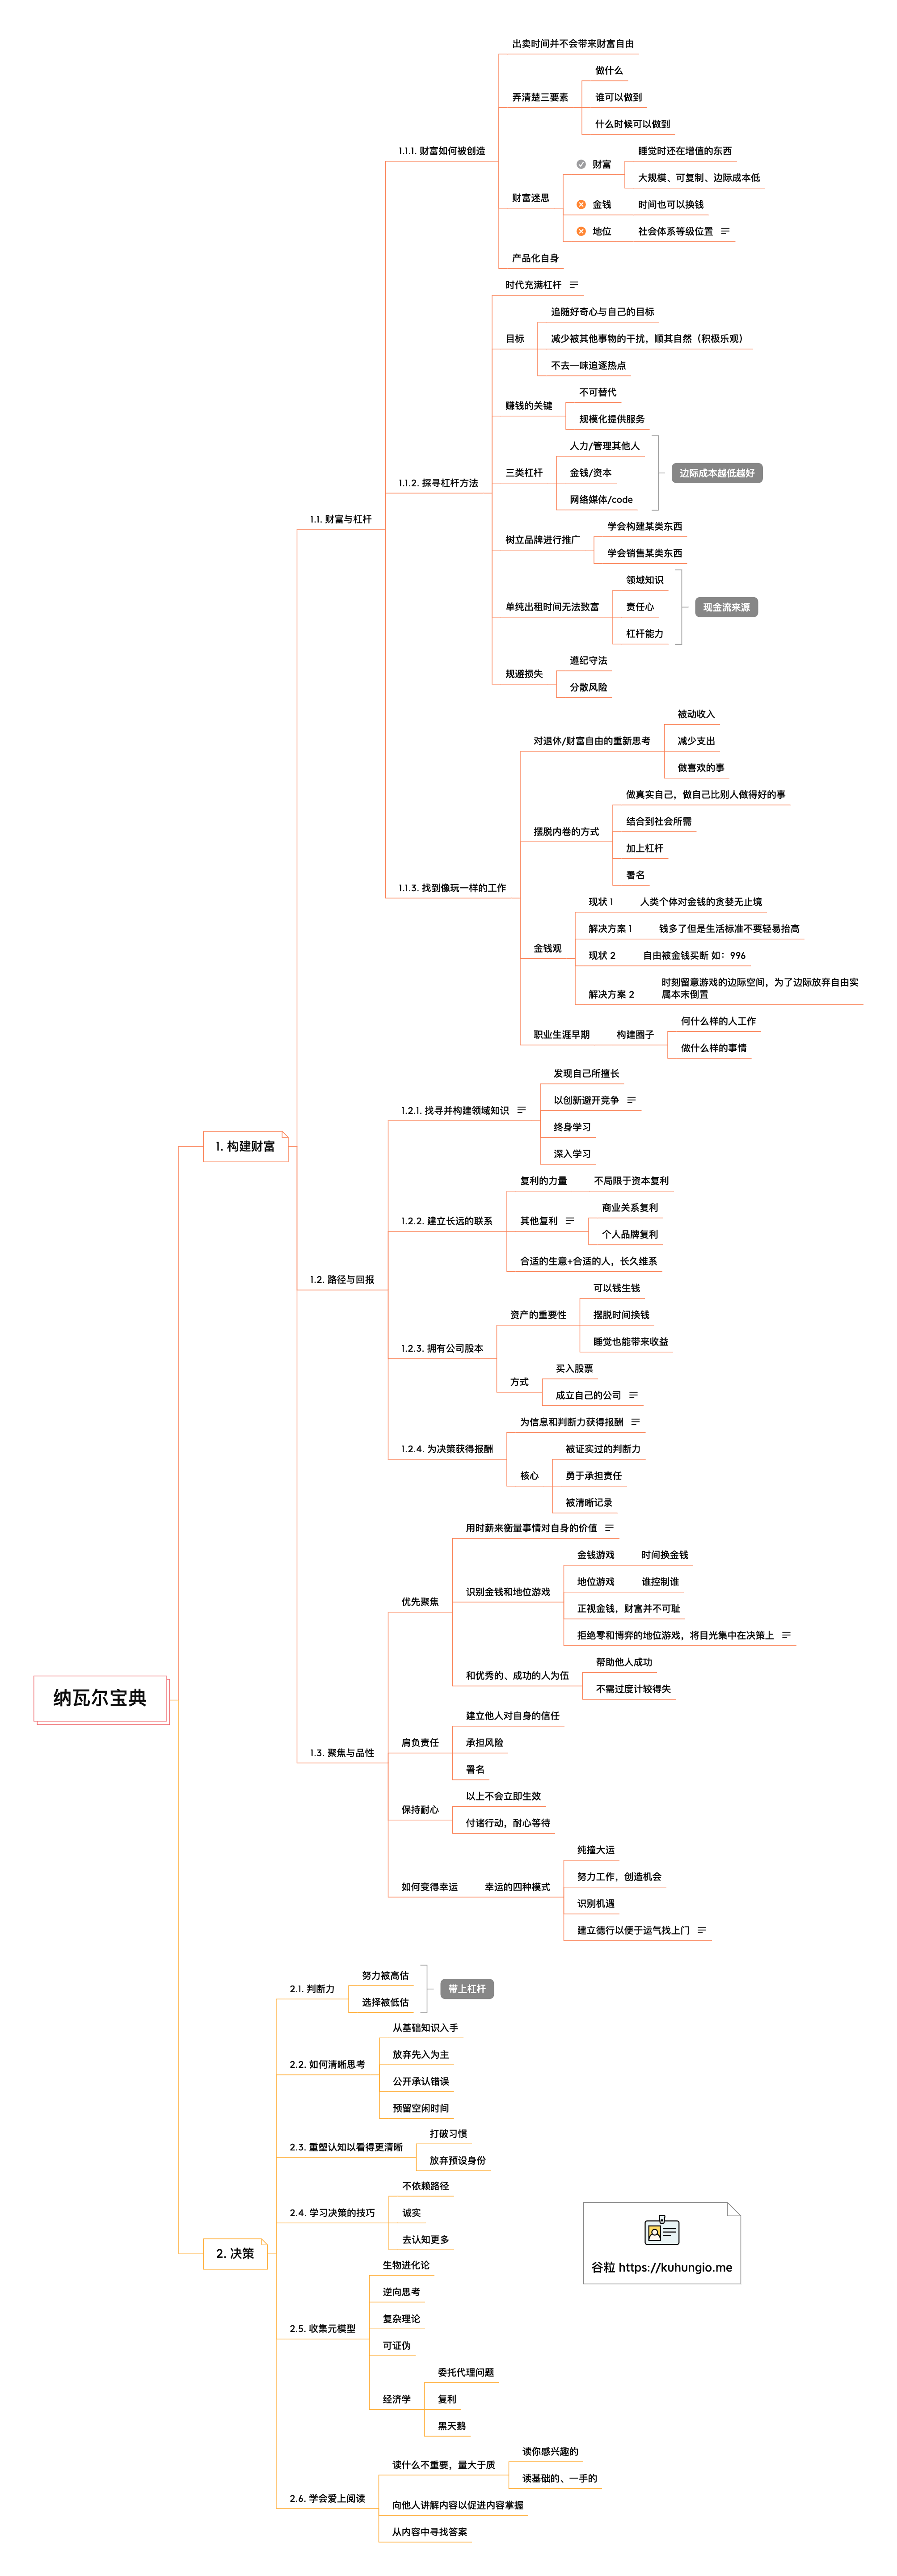 纳瓦尔宝典
1. 构建财富
1.1. 财富与杠杆
1.1.1. 财富如何被创造
出卖时间并不会带来财富自由
弄清楚三要素
做什么
谁可以做到
什么时候可以做到
财富迷思
财富
睡觉时还在增值的东西
大规模、可复制、边际成本低
金钱
时间也可以换钱
地位
社会体系等级位置
产品化自身
1.1.2. 探寻杠杆方法
时代充满杠杆
目标
追随好奇心与自己的目标
减少被其他事物的干扰，顺其自然（积极乐观）
不去一味追逐热点
赚钱的关键
不可替代
规模化提供服务
三类杠杆
人力/管理其他人
金钱/资本
网络媒体/code
边际成本越低越好
树立品牌进行推广
学会构建某类东西
学会销售某类东西
单纯出租时间无法致富
领域知识
责任心
杠杆能力
现金流来源
规避损失
遵纪守法
分散风险
1.1.3. 找到像玩一样的工作
对退休/财富自由的重新思考
被动收入
减少支出
做喜欢的事
摆脱内卷的方式
做真实自己，做自己比别人做得好的事
结合到社会所需
加上杠杆
署名
金钱观
现状 1
人类个体对金钱的贪婪无止境
解决方案 1
钱多了但是生活标准不要轻易抬高
现状 2
自由被金钱买断 如：996
解决方案 2
时刻留意游戏的边际空间，为了边际放弃自由实
属本末倒置
职业生涯早期
构建圈子
何什么样的人工作
做什么样的事情
1.2. 路径与回报
1.2.1. 找寻并构建领域知识
发现自己所擅长
以创新避开竞争
终身学习
深入学习
1.2.2. 建立长远的联系
复利的力量
不局限于资本复利
其他复利
商业关系复利
个人品牌复利
合适的生意+合适的人，长久维系
1.2.3. 拥有公司股本
资产的重要性
可以钱生钱
摆脱时间换钱
睡觉也能带来收益
方式
买入股票
成立自己的公司
1.2.4. 为决策获得报酬
为信息和判断力获得报酬
核心
被证实过的判断力
勇于承担责任
被清晰记录
1.3. 聚焦与品性
优先聚焦
用时薪来衡量事情对自身的价值
识别金钱和地位游戏
金钱游戏
时间换金钱
地位游戏
谁控制谁
正视金钱，财富并不可耻
拒绝零和博弈的地位游戏，将目光集中在决策上
和优秀的、成功的人为伍
帮助他人成功
不需过度计较得失
肩负责任
建立他人对自身的信任
承担风险
署名
保持耐心
以上不会立即生效
付诸行动，耐心等待
如何变得幸运
幸运的四种模式
纯撞大运
努力工作，创造机会
识别机遇
建立德行以便于运气找上门
2. 决策
2.1. 判断力
努力被高估
选择被低估
带上杠杆
2.2. 如何清晰思考
从基础知识入手
放弃先入为主
公开承认错误
预留空闲时间
2.3. 重塑认知以看得更清晰
打破习惯
放弃预设身份
2.4. 学习决策的技巧
不依赖路径
诚实
去认知更多
2.5. 收集元模型
生物进化论
逆向思考
复杂理论
可证伪
经济学
委托代理问题
复利
黑天鹅
2.6. 学会爱上阅读
读什么不重要，量大于质
读你感兴趣的
读基础的、一手的
向他人讲解内容以促进内容掌握
从内容中寻找答案
谷粒 https://kuhungio.me